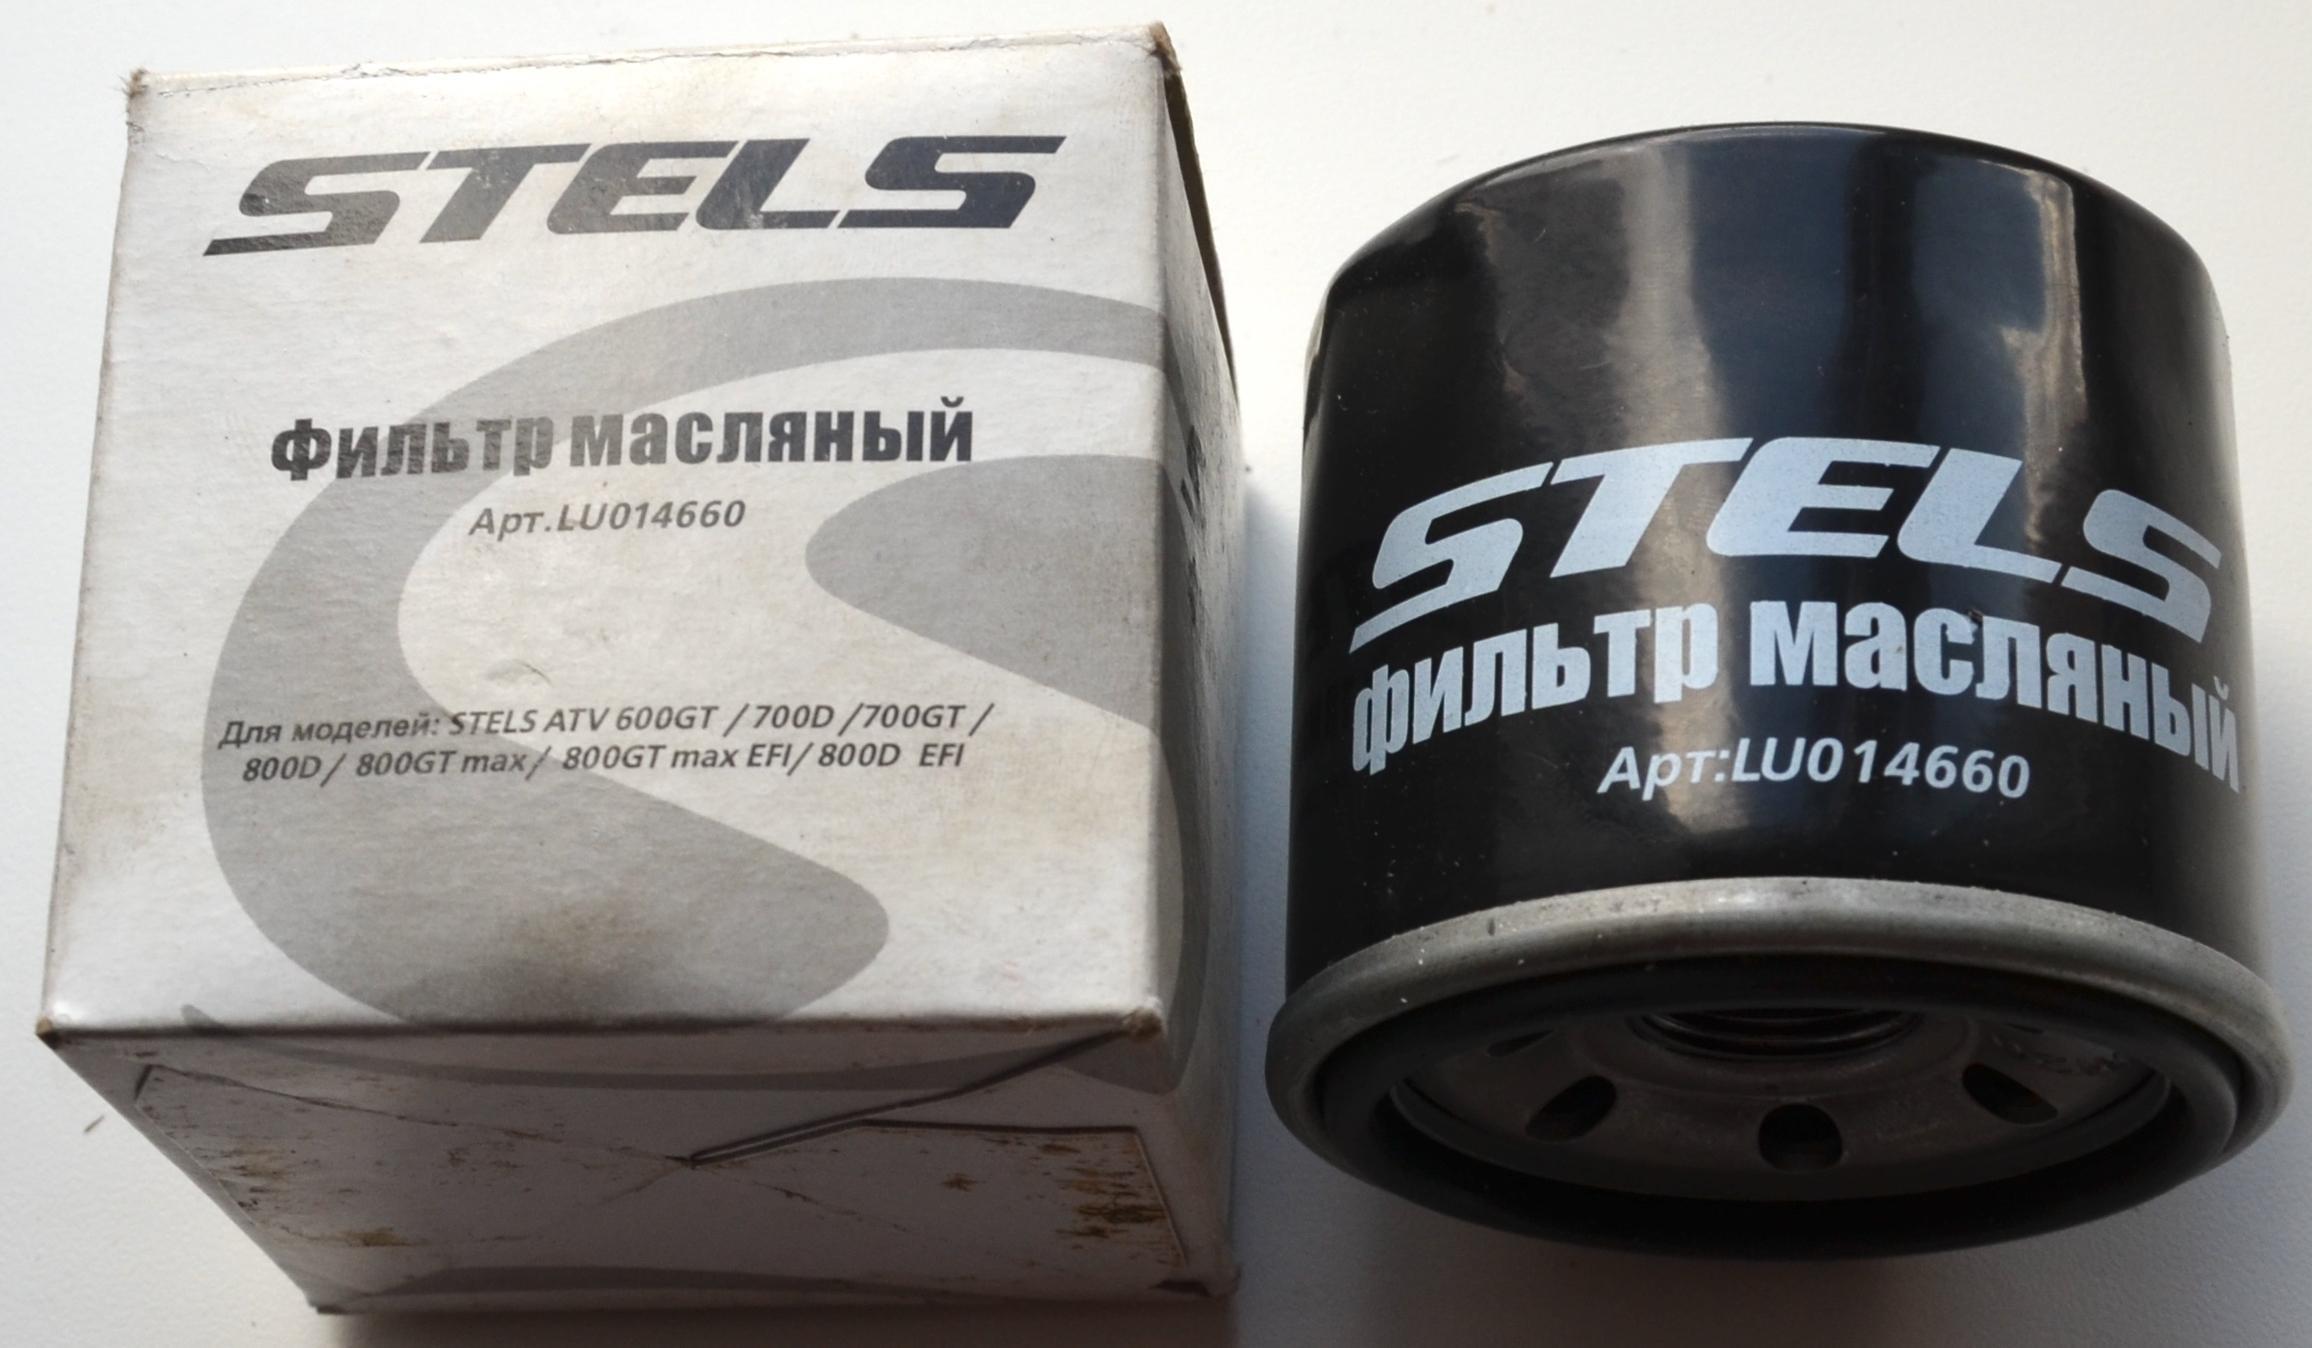 STELS
Фильтр масляный
Арт.LU014660
Для моделей: STELS ATV 600GT / 700D /700GT /
800D / 800GT max / 800GT max EFI/ 800D EFI
STELS
Фильтр масляный
Арт:LU014660